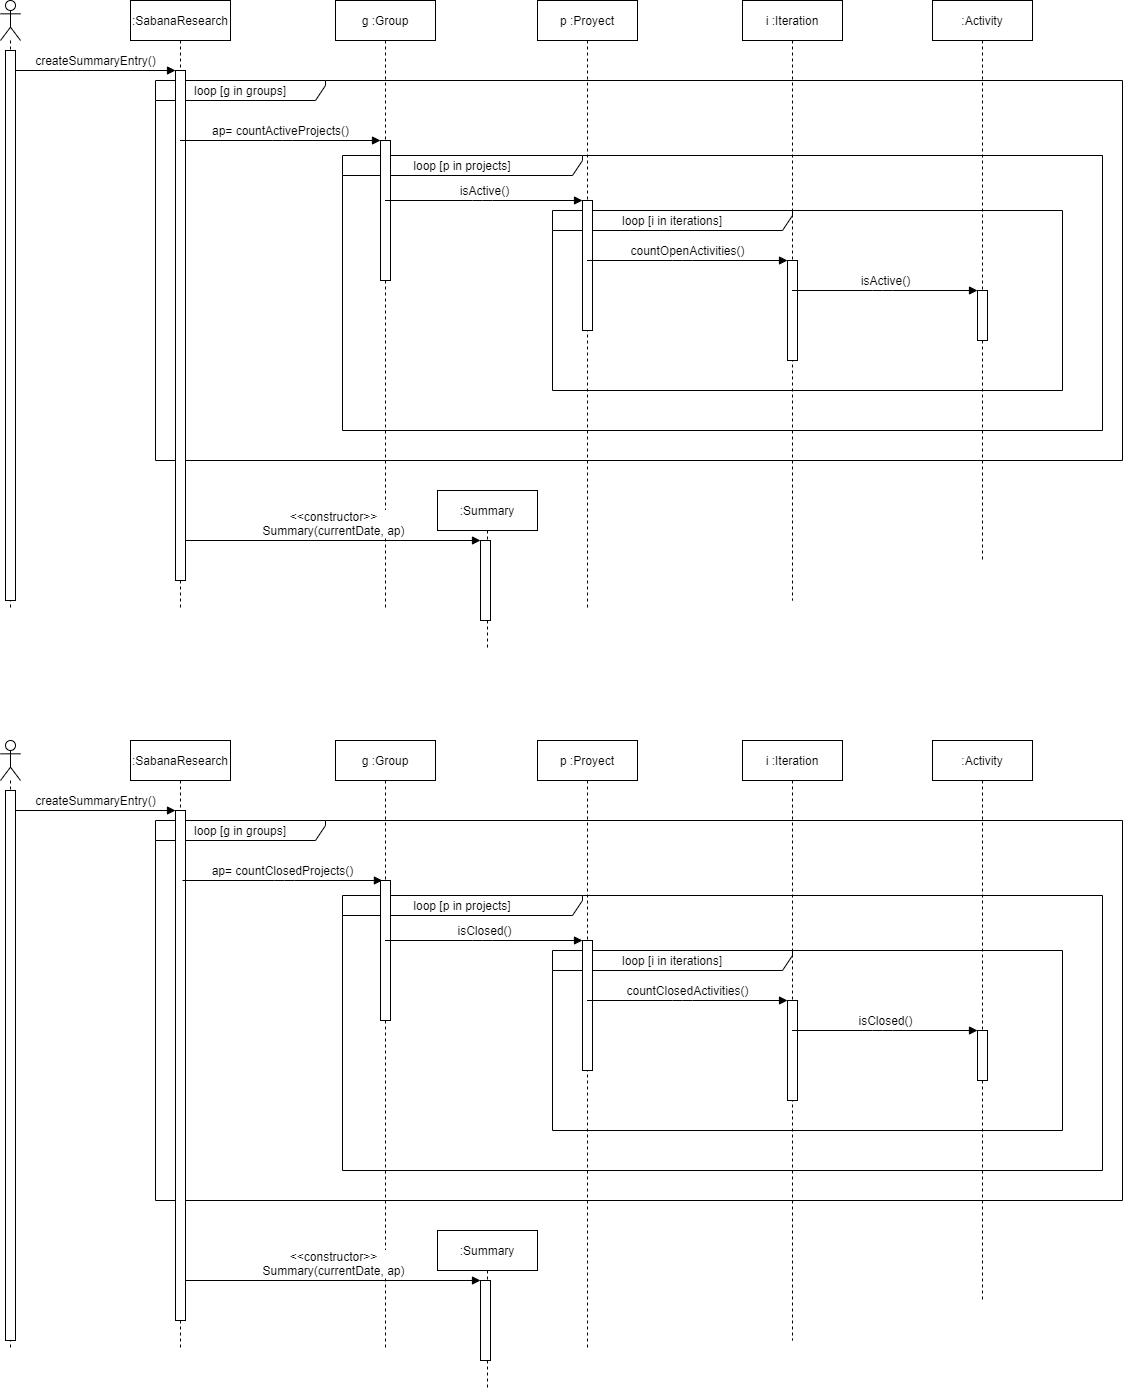 :SabanaResearch
g :Group
p :Proyect
i :Iteration
:Activity
createSummaryEntry()
loop [g in groups]
ap= countActiveProjects()
loop [p in projects]
isActive()
loop [i in iterations]
countOpenActivities()
isActive()
:Summary
<<constructor>>
Summary(currentDate, ap)
:SabanaResearch
g :Group
p :Proyect
i :Iteration
:Activity
createSummaryEntry()
loop [g in groups]
ap= countClosedProjects()
loop [p in projects]
isClosed()
loop [i in iterations]
countClosedActivities()
isClosed()
:Summary
<<constructor>>
Summary(currentDate, ap)